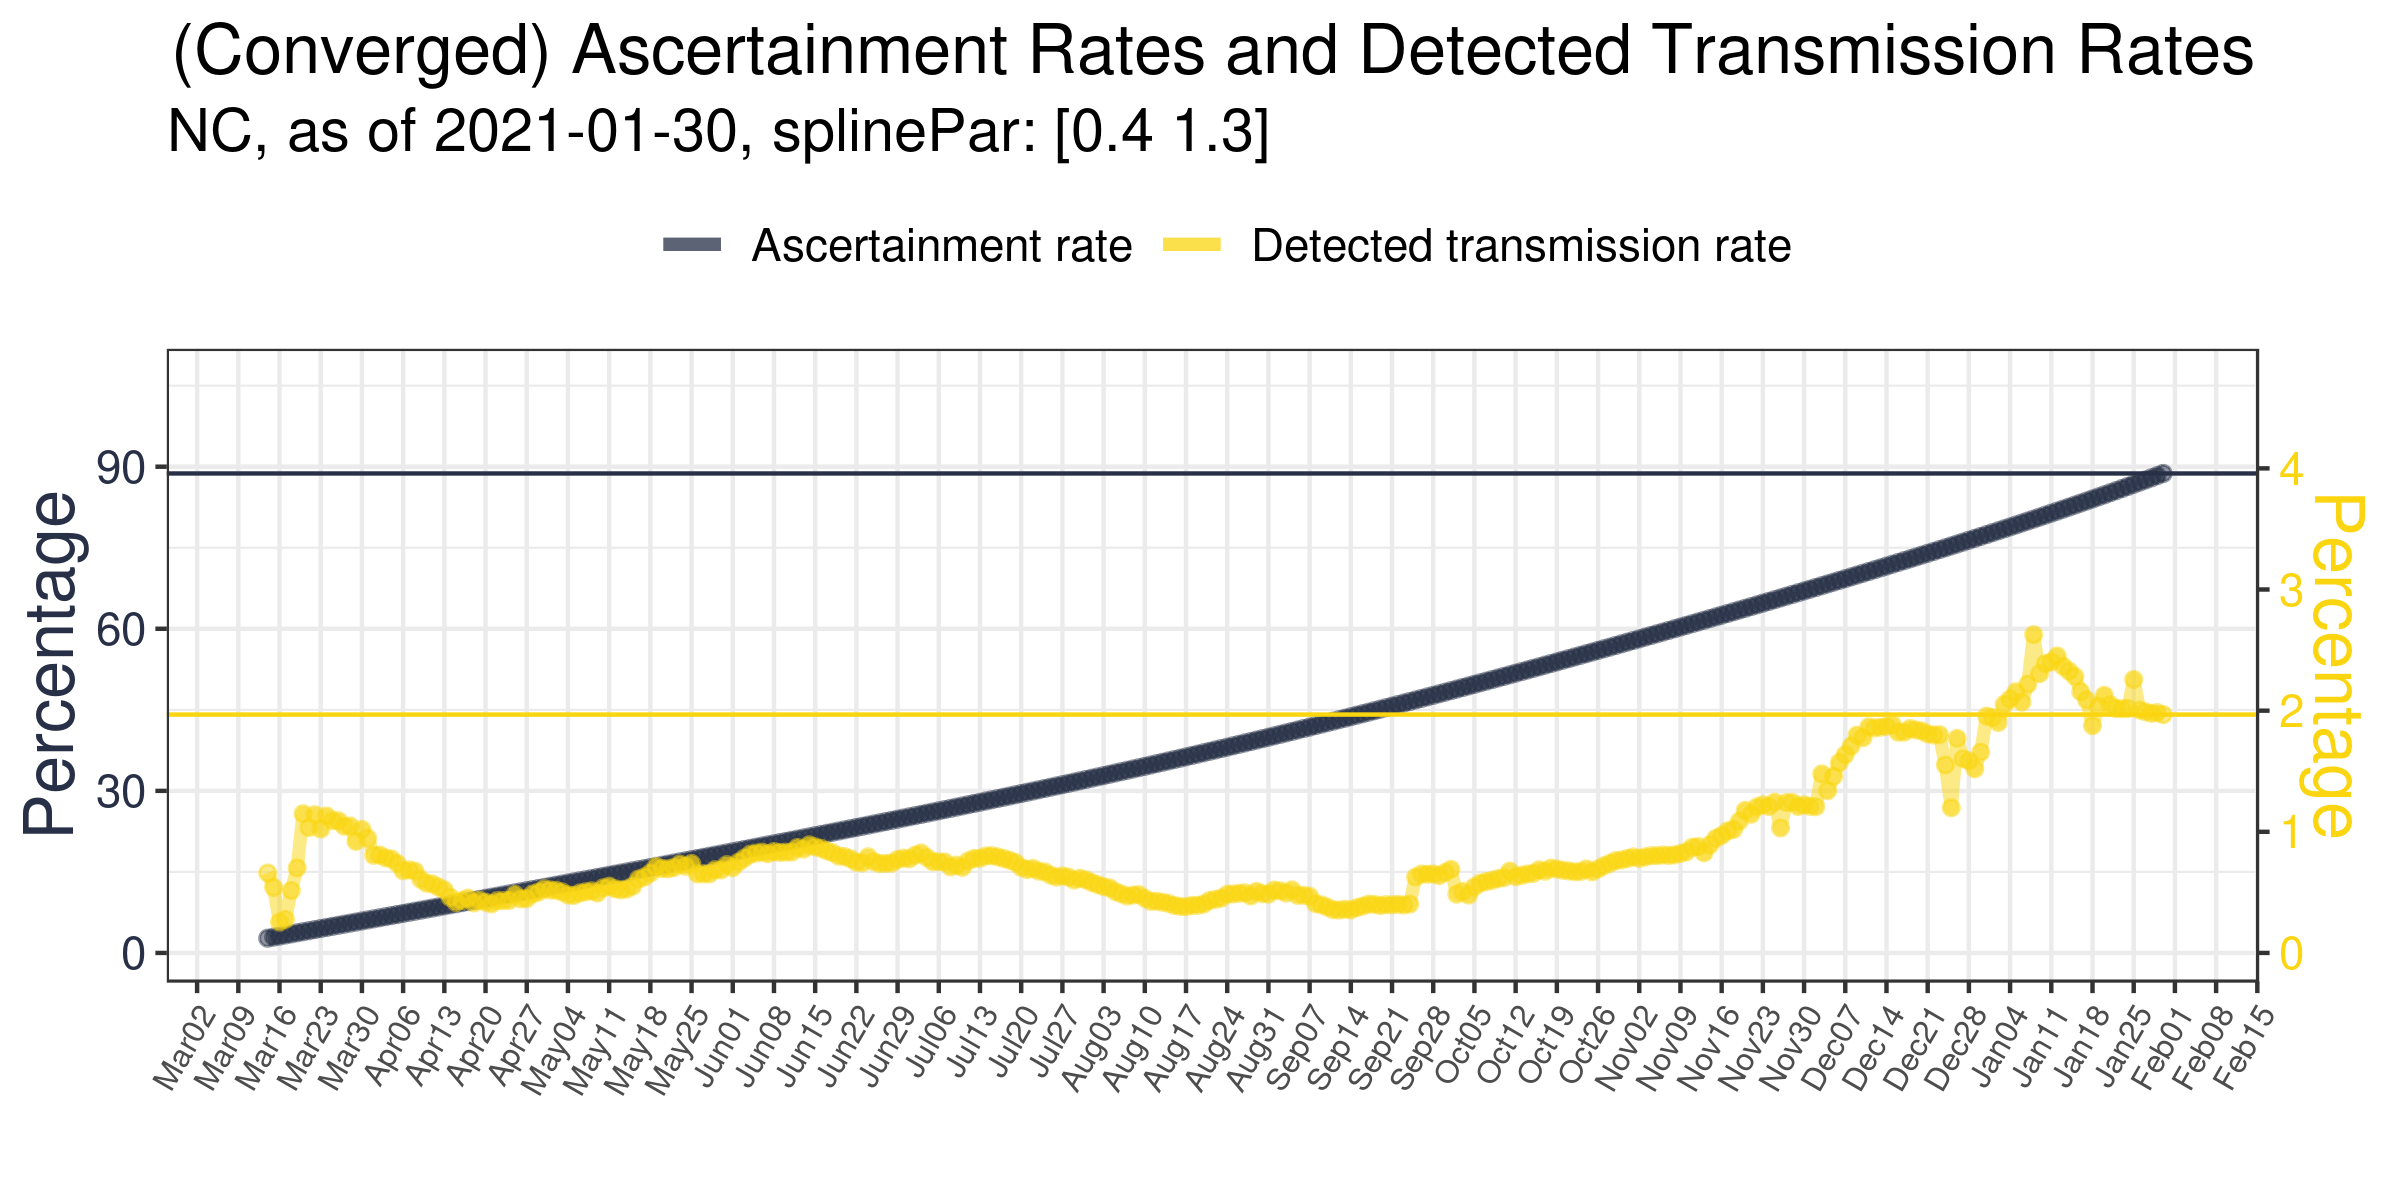 (Converged) Ascertainment Rates and Detected Transmission Rates
NC, as of 2021-01-30, splinePar: [0.4 1.3]
Ascertainment rate Detected transmission rate
Percentage
90
60
30
0
4
3
2
1
0
Percentage
Mar02 Mar09 Mar16 Mar23 Mar30 Apr06 Apr13 Apr20 Apr27 May04 May11 May18 May25 Jun01 Jun08 Jun15 Jun22 Jun29 Jul06 Jul13 Jul20 Jul27 Aug03 Aug10 Aug17 Aug24 Aug31 Sep07 Sep14 Sep21 Sep28 Oct05 Oct12 Oct19 Oct26 Nov02 Nov09 Nov16 Nov23 Nov30 Dec07 Dec14 Dec21 Dec28 Jan04 Jan11 Jan18 Jan25 Feb01 Feb08 Feb15